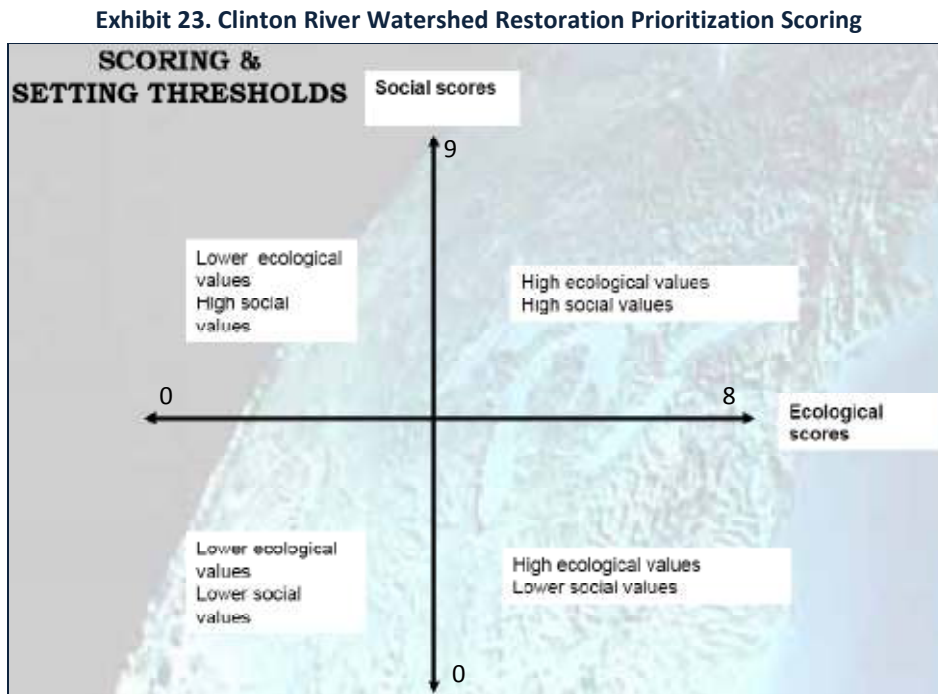 Exhibit 23. Clinton River Watershed Restoration Prioritization Scoring
SCORING &
SETTING THRESHOLDS
Social scores
9
Lower ecological
values
High social
values
High ecological values
High social values
0
8
Ecological
scores
Lower ecological
values
Lower social
values
High ecological values
Lower social values
0